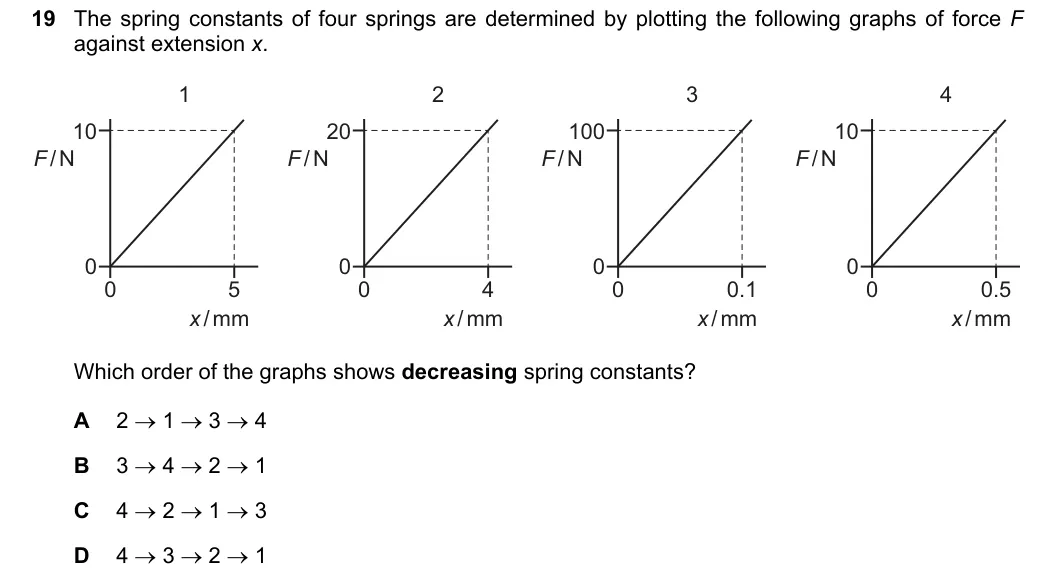 19 The spring constants of four springs are determined by plotting the following graphs of force F
against extension x.
1 2 3 4
10 20 100 10
F/N F/N F/N F/N
0 0 0 0
0 5 0 4 0 0.1 0 0.5
x/mm x/mm x/mm x/mm
Which order of the graphs shows decreasing spring constants?
A 2 → 1 → 3 → 4
B 3 → 4 → 2 → 1
C 4 → 2 → 1 → 3
D 4 → 3 → 2 → 1